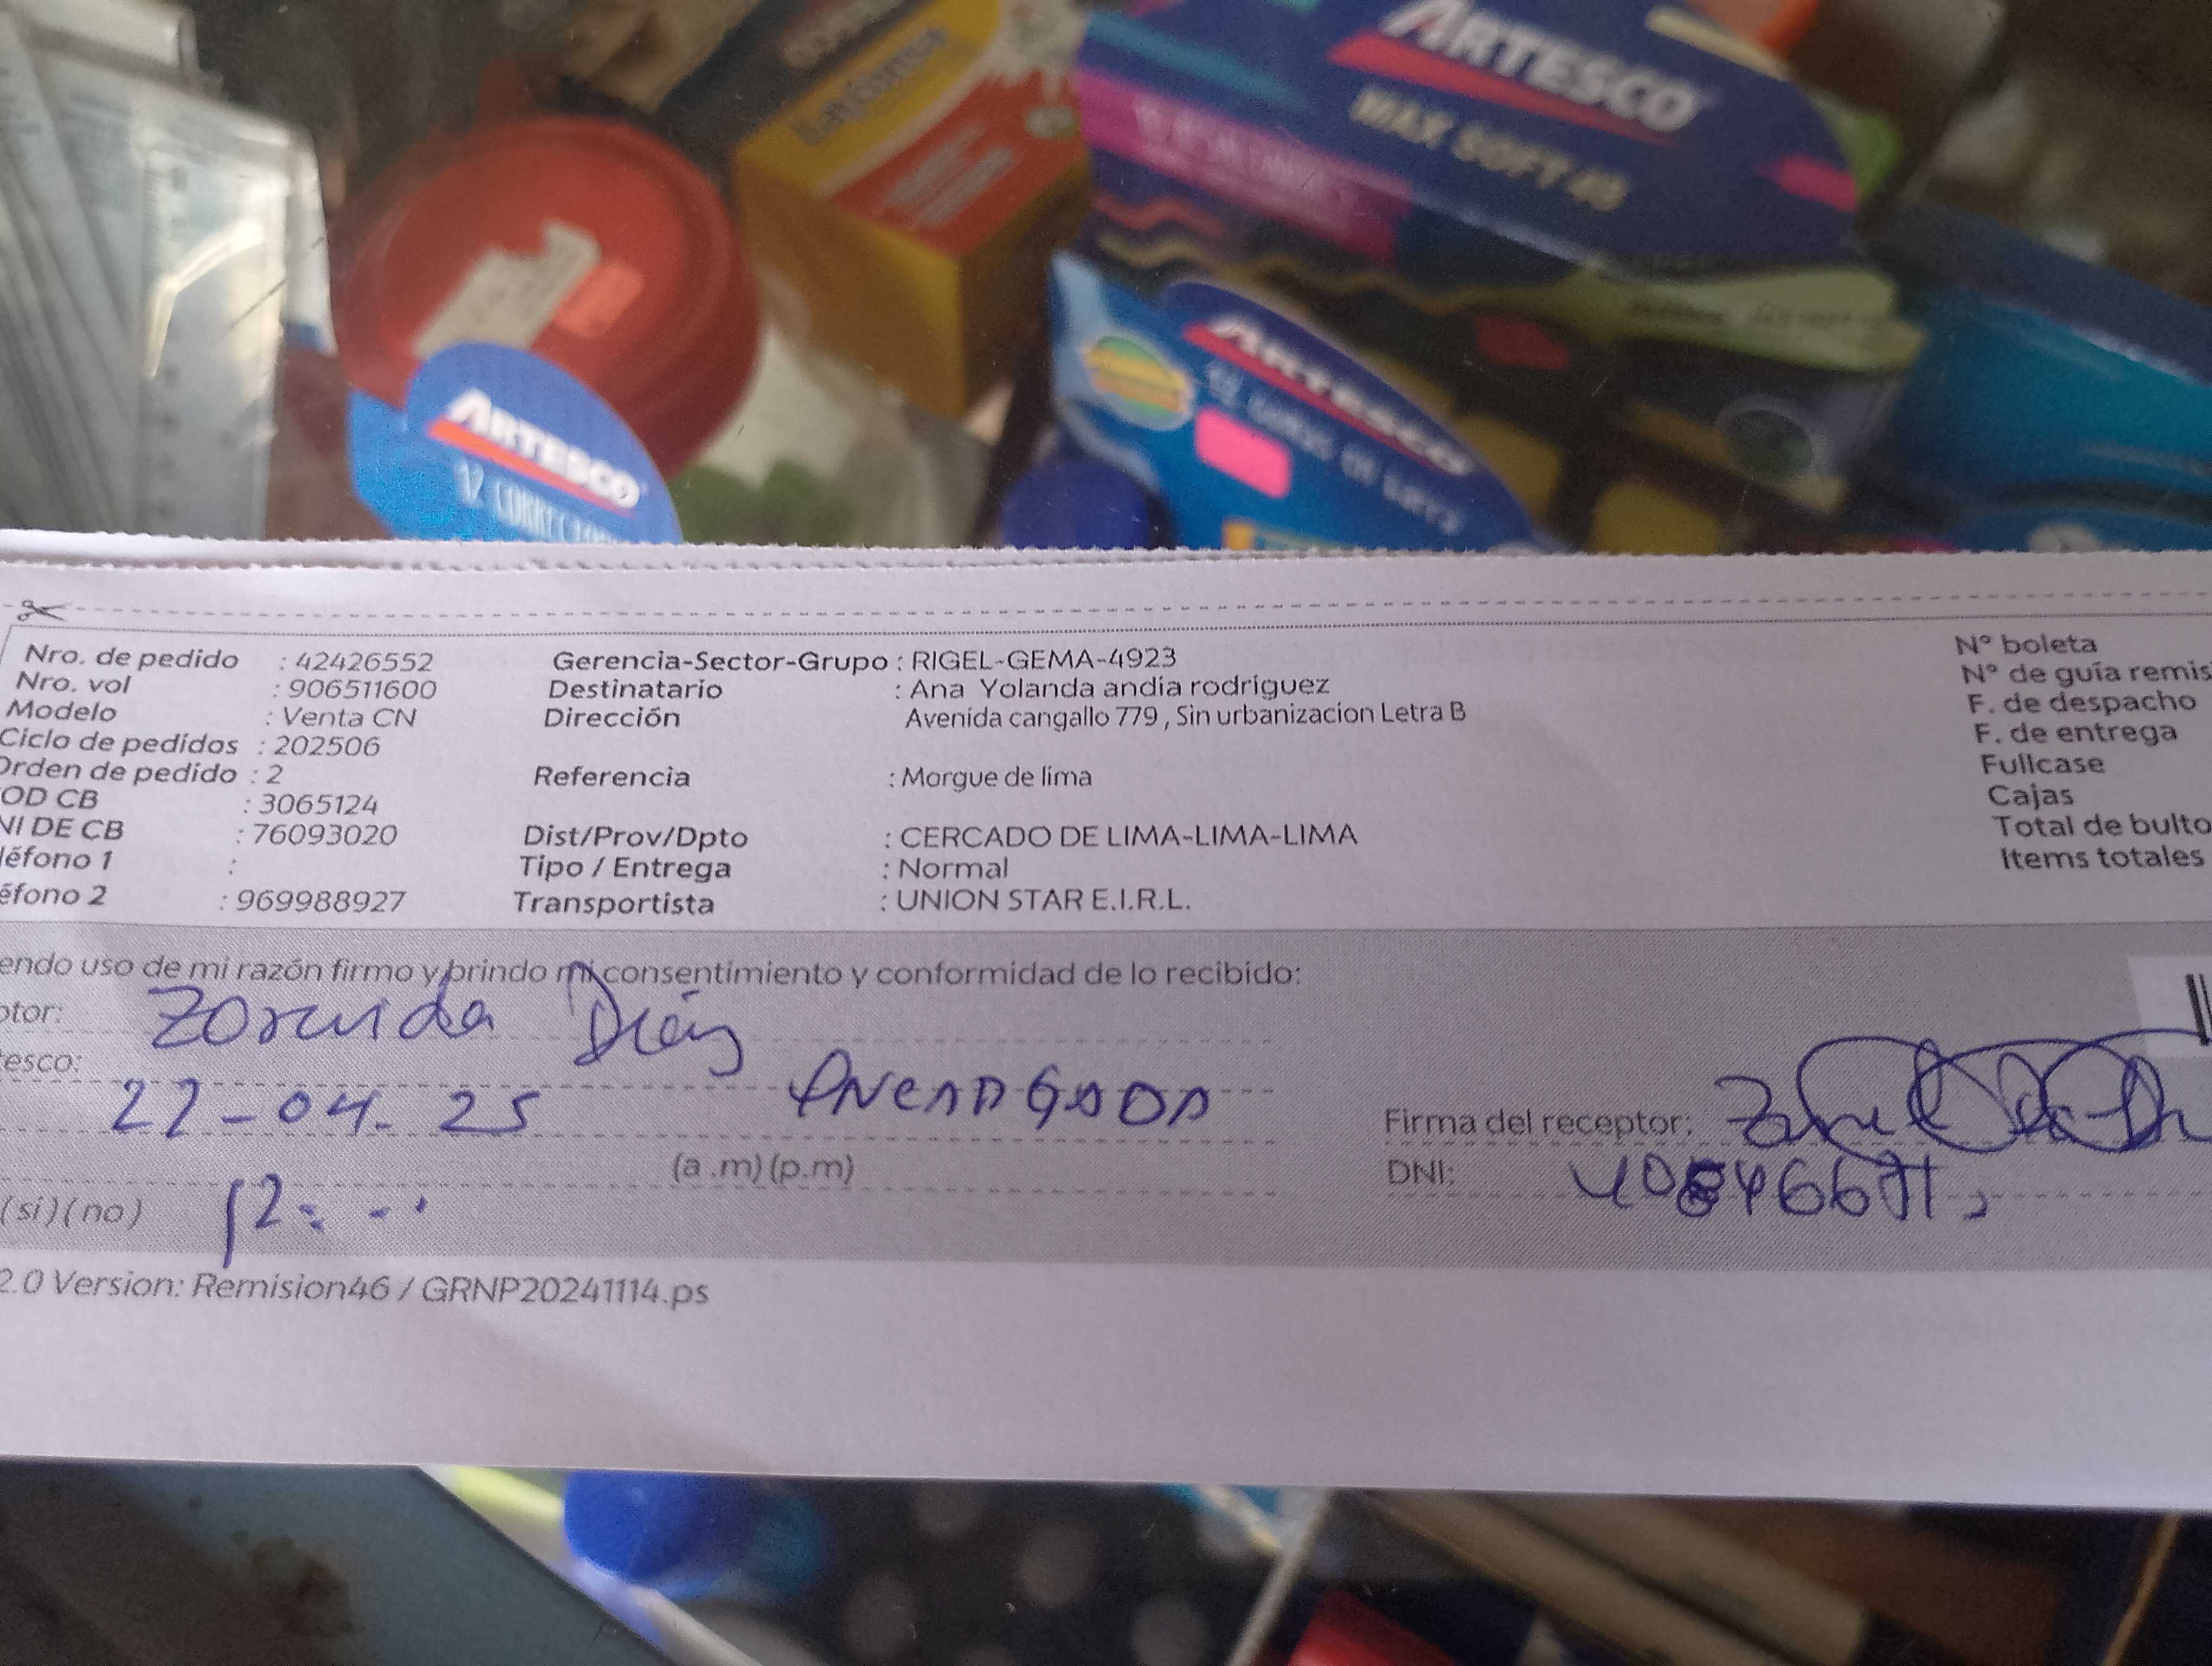 ARTESCO
WAX SOFT 48
ARTESCO
ARTESCO
12
Nro. de pedido : 42426552
Nro. vol : 906511600
Modelo : Venta CN
Ciclo de pedidos : 202506
Orden de pedido : 2
OD CB : 3065124
NI DE CB : 76093020
léfono 1 :
éfono 2 : 969988927
Gerencia-Sector-Grupo : RIGEL-GEMA-4923
Destinatario : Ana Yolanda andia rodriguez
Dirección Avenida cangallo 779 , Sin urbanizacion Letra B
Referencia : Morgue de lima
Dist/Prov/Dpto : CERCADO DE LIMA-LIMA-LIMA
Tipo / Entrega : Normal
Transportista : UNION STAR E.I.R.L.
N° boleta
N° de guía remis
F. de despacho
F. de entrega
Fullcase
Cajas
Total de bulto
Items totales
endo uso de mi razón firmo y brindo mi consentimiento y conformidad de lo recibido:
ptor: Zoraida Diaz
tesco:
22-04-25
(a .m) (p.m)
(si) (no) 12:
Firma del receptor:
DNI:
2.0 Version: Remision46 / GRNP20241114.ps